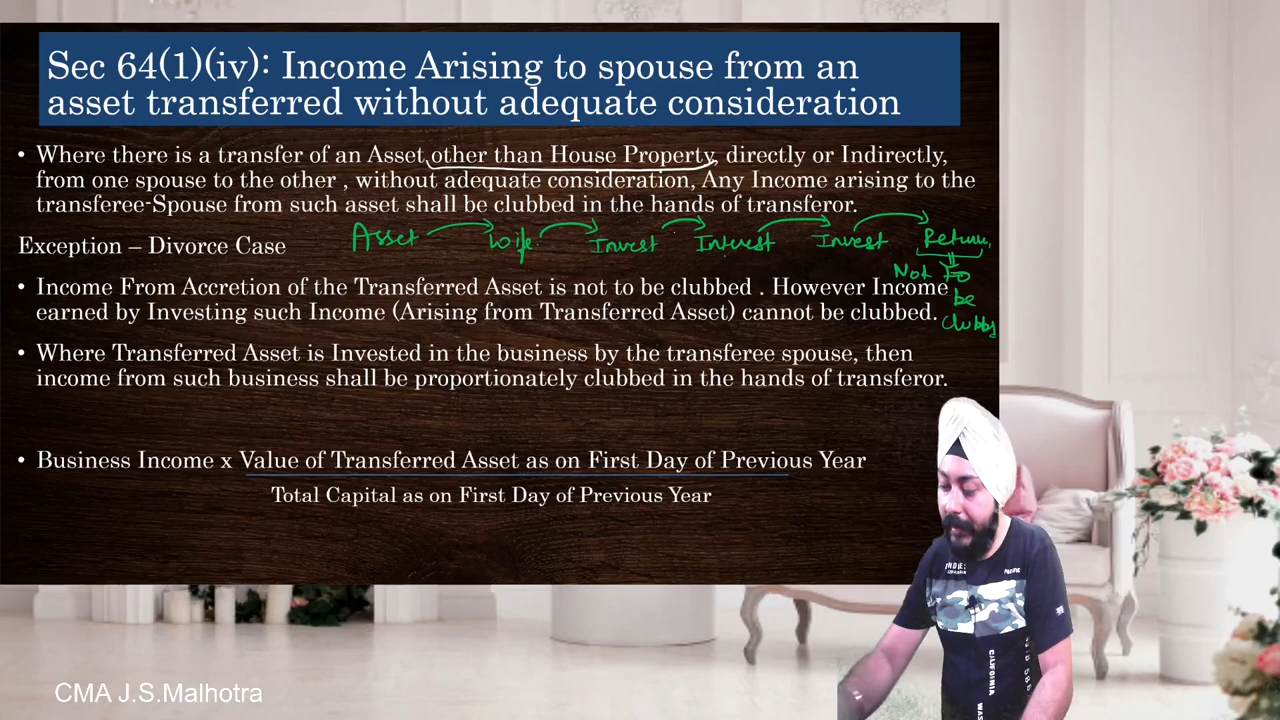 Sec 64(1)(iv): Income Arising to spouse from an
asset transferred without adequate consideration
• Where there is a transfer of an Asset other than House Property, directly or Indirectly,
from one spouse to the other , without adequate consideration, Any Income arising to the
transferee-Spouse from such asset shall be clubbed in the hands of transferor.
Asset Wife Invest Interest Invest Return
Exception – Divorce Case
Not To
be
• Income From Accretion of the Transferred Asset is not to be clubbed . However Income
earned by Investing such Income (Arising from Transferred Asset) cannot be clubbed.
• Where Transferred Asset is Invested in the business by the transferee spouse, then
income from such business shall be proportionately clubbed in the hands of transferor.
• Business Income x Value of Transferred Asset as on First Day of Previous Year
Total Capital as on First Day of Previous Year
CALIFORNIA
CMA J.S.Malhotra